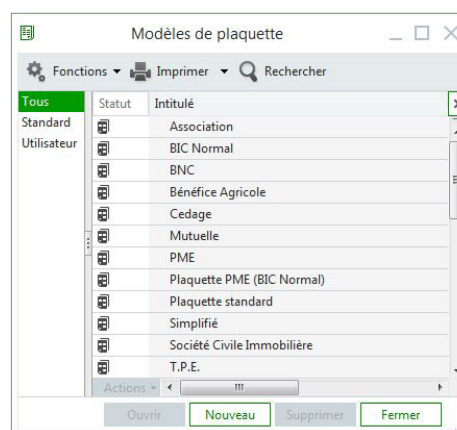 Modèles de plaquette
Fonctions Imprimer Rechercher
Tous
Standard
Utilisateur
Statut Intitulé
Association
BIC Normal
BNC
Bénéfice Agricole
Cedage
Mutuelle
PME
Plaquette PME (BIC Normal)
Plaquette standard
Simplifié
Société Civile Immobilière
T.P.E.
Actions
Ouvrir Nouveau Supprimer Fermer